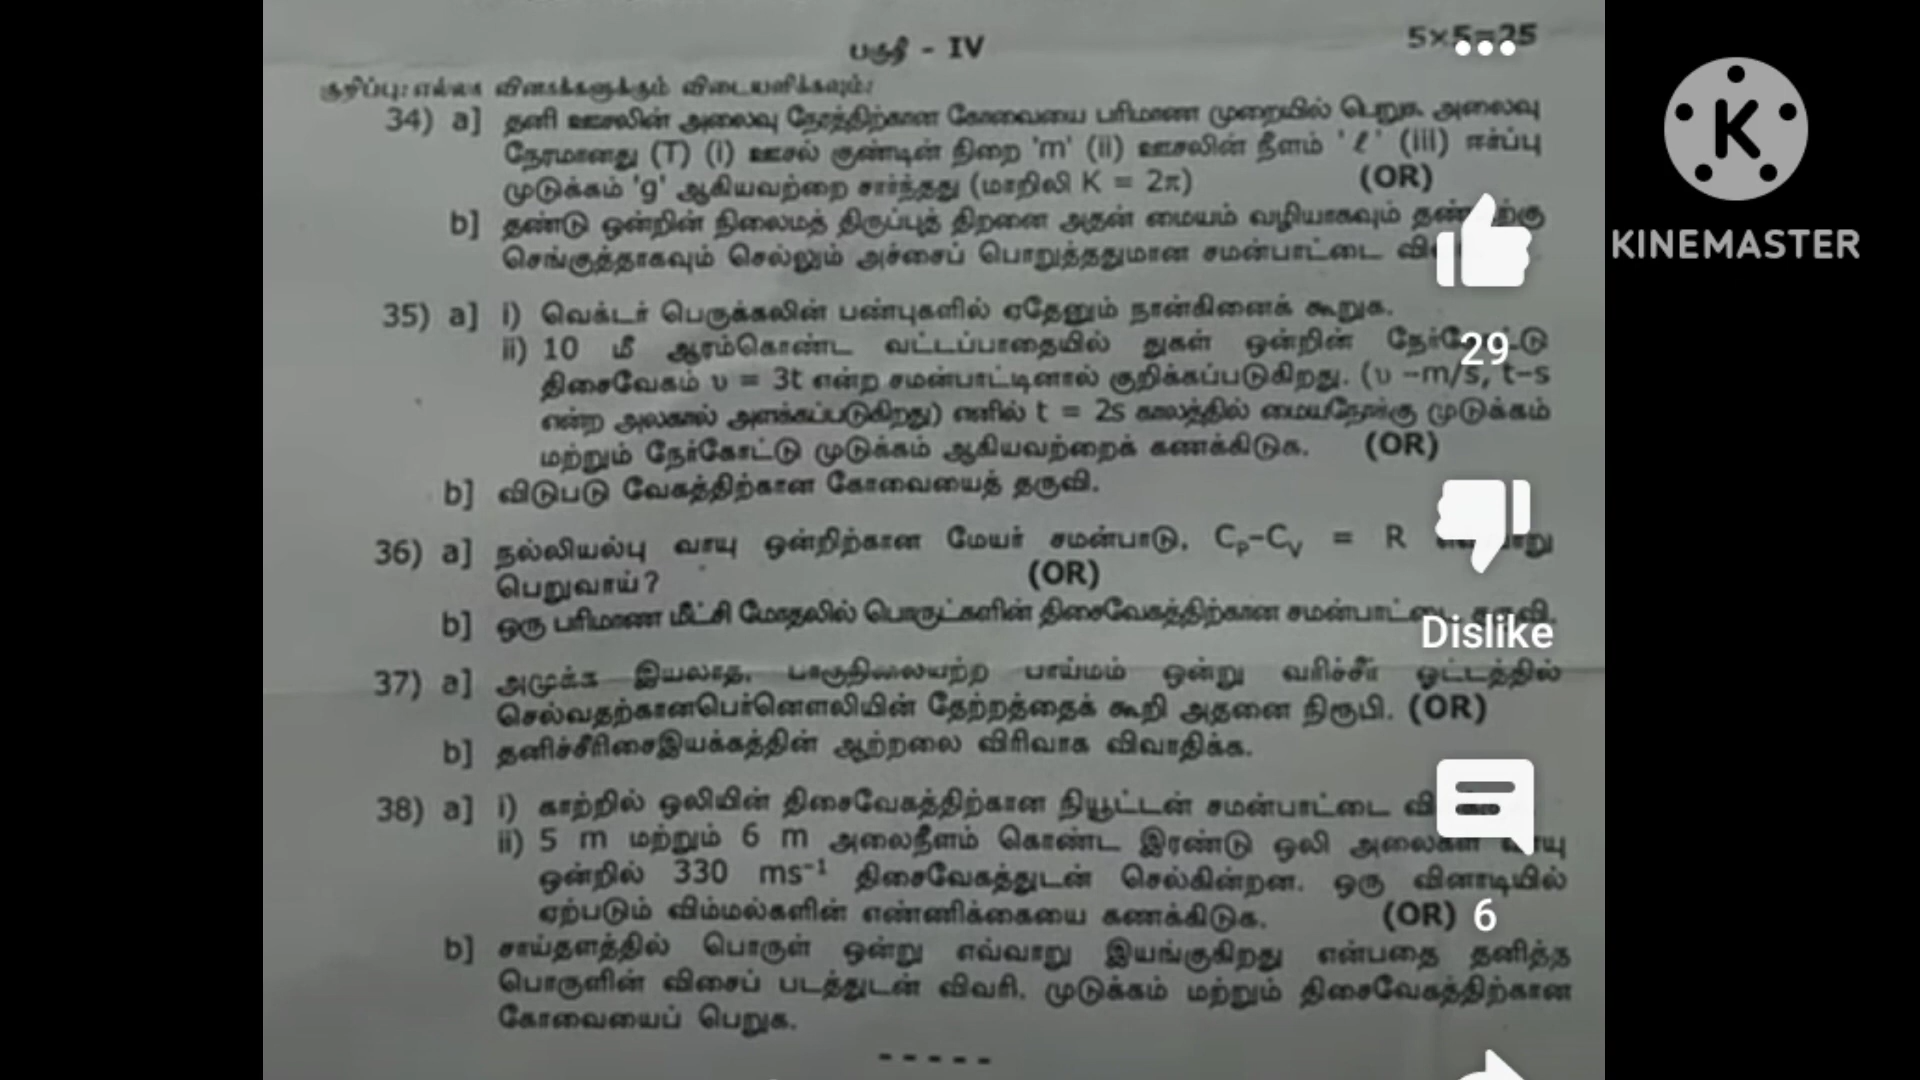 5×5=25
பகுதி - IV
குறிப்பு: எல்லா வினாக்களுக்கும் விடையளிக்கவும்:
34) a] தனி ஊசலின் அலைவு நேரத்திற்கான கோவையை பரிமாண முறையில் பெறுக. அலைவு
நேரமானது (T) (i) ஊசல் குண்டின் நிறை 'm' (ii) ஊசலின் நீளம் 'ℓ' (iii) ஈர்ப்பு
முடுக்கம் 'g' ஆகியவற்றை சார்ந்தது (மாறிலி K = 2π) (OR)
b] தண்டு ஒன்றின் நிலைமத் திருப்புத் திறனை அதன் மையம் வழியாகவும்
செங்குத்தாகவும் செல்லும் அச்சைப் பொறுத்ததுமான சமன்பாட்டை
35) a] i) வெக்டர் பெருக்கலின் பண்புகளில் ஏதேனும் நான்கினைக் கூறுக.
ii) 10 மீ ஆரம்கொண்ட வட்டப்பாதையில் துகள் ஒன்றின்
திசைவேகம் υ = 3t என்ற சமன்பாட்டினால் குறிக்கப்படுகிறது. (υ –m/s, t–s
என்ற அலகால் அளக்கப்படுகிறது) எனில் t = 2s காலத்தில் மையநோக்கு முடுக்கம்
மற்றும் நேர்கோட்டு முடுக்கம் ஆகியவற்றைக் கணக்கிடுக. (OR)
b] விடுபடு வேகத்திற்கான கோவையைத் தருவி.
36) a] நல்லியல்பு வாயு ஒன்றிற்கான மேயர் சமன்பாடு, Cₚ–Cᵥ = R
பெறுவாய்? (OR)
b] ஒரு பரிமாண மீட்சி மோதலில் பொருட்களின் திசைவேகத்திற்கான
37) a] அமுக்க இயலாத, பாகுநிலையற்ற பாய்மம் ஒன்று வரிச்சீர் ஓட்டத்தில்
செல்வதற்கானபெர்னௌலியின் தேற்றத்தைக் கூறி அதனை நிரூபி. (OR)
b] தனிச்சீரிசைஇயக்கத்தின் ஆற்றலை விரிவாக விவாதிக்க.
38) a] i) காற்றில் ஒலியின் திசைவேகத்திற்கான நியூட்டன் சமன்பாட்டை
ii) 5 m மற்றும் 6 m அலைநீளம் கொண்ட இரண்டு ஒலி
ஒன்றில் 330 ms⁻¹ திசைவேகத்துடன் செல்கின்றன. ஒரு வினாடியில்
ஏற்படும் விம்மல்களின் எண்ணிக்கையை கணக்கிடுக. (OR)
b] சாய்தளத்தில் பொருள் ஒன்று எவ்வாறு இயங்குகிறது என்பதை தனித்த
பொருளின் விசைப் படத்துடன் விவரி. முடுக்கம் மற்றும் திசைவேகத்திற்கான
கோவையைப் பெறுக.
-----
29
Dislike
6
K
KINEMASTER